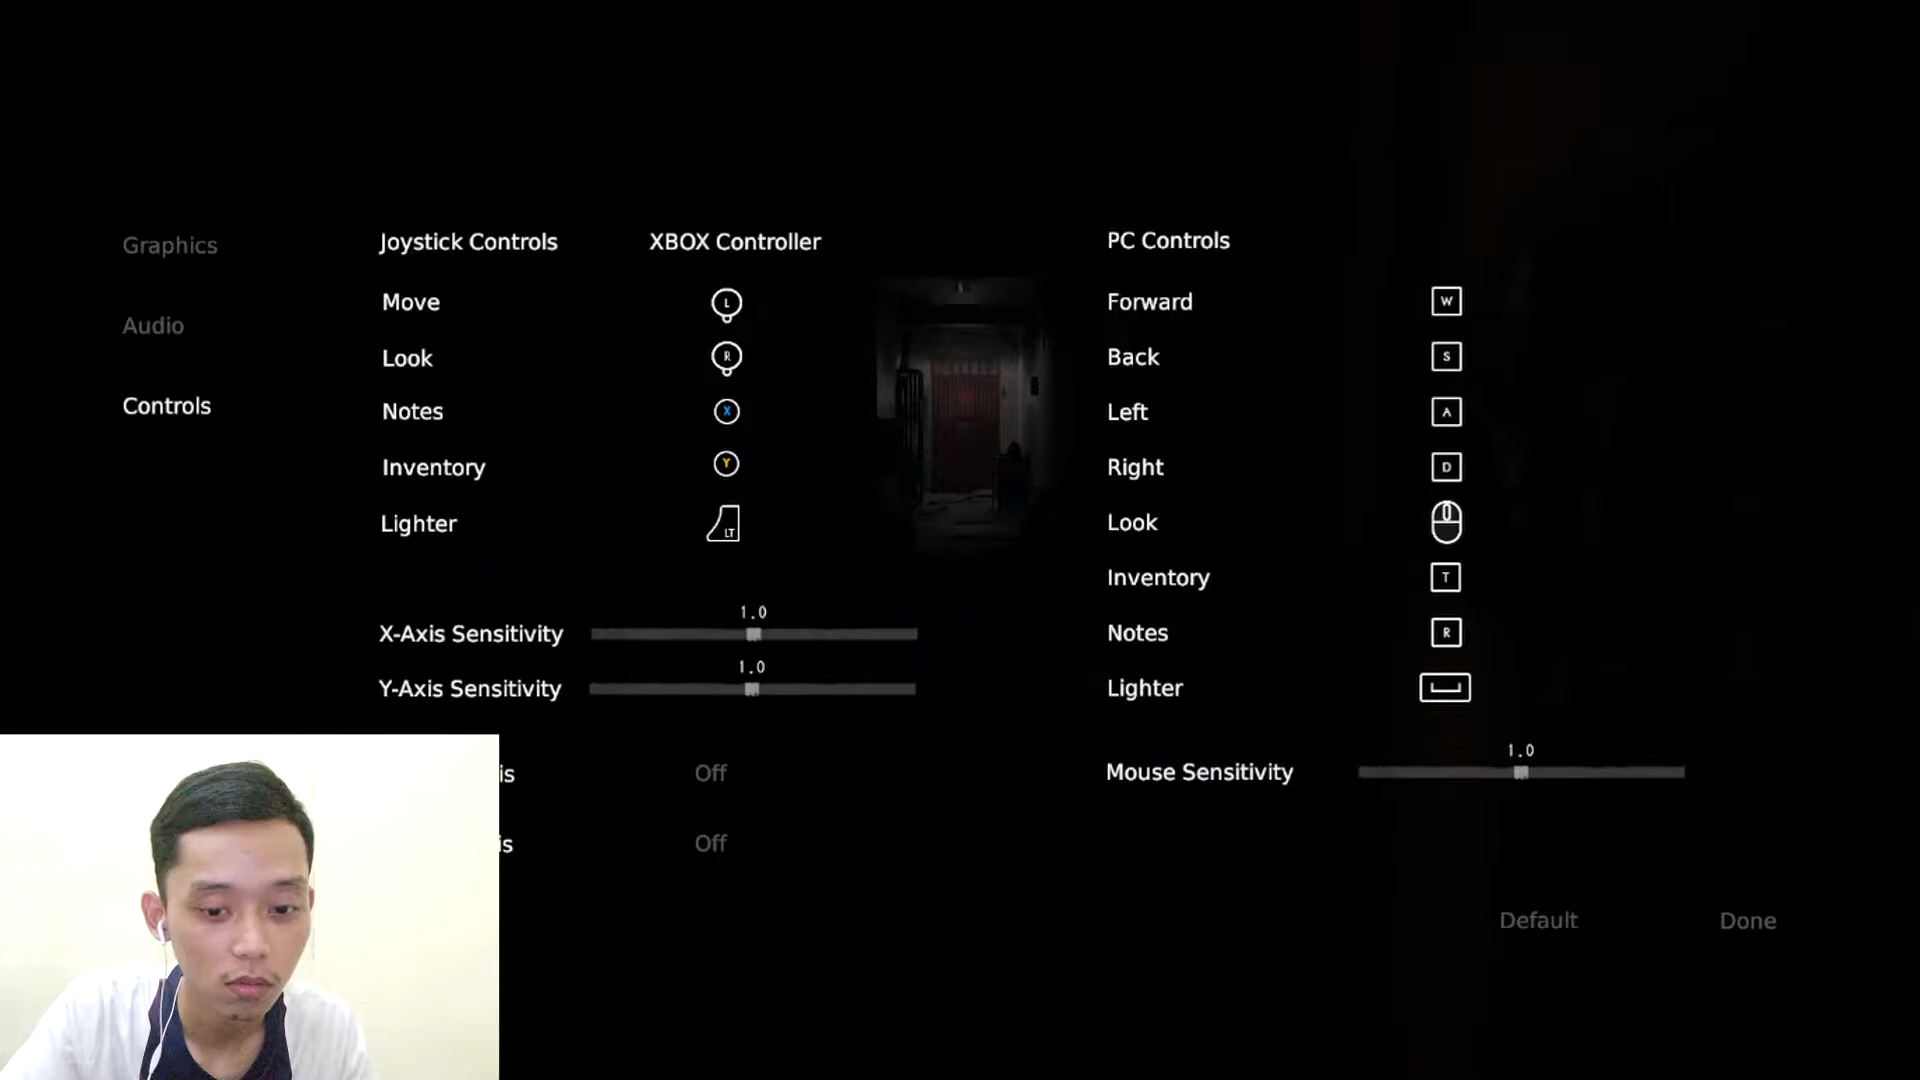 Graphics
Audio
Controls
Joystick Controls XBOX Controller
Move L
Look R
Notes X
Inventory Y
Lighter LT
1.0
X-Axis Sensitivity
1.0
Y-Axis Sensitivity
is Off
is Off
PC Controls
Forward W
Back S
Left A
Right D
Look
Inventory T
Notes R
Lighter
1.0
Mouse Sensitivity
Default Done